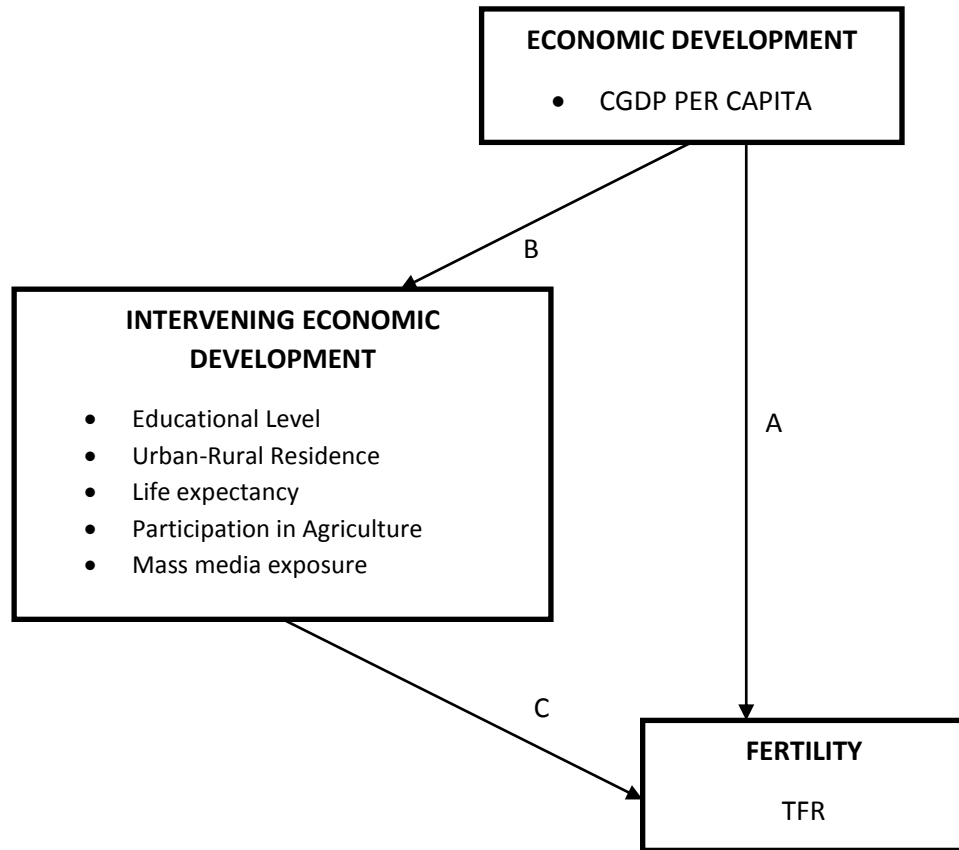 ECONOMIC DEVELOPMENT
• CGDP PER CAPITA
B
INTERVENING ECONOMIC
DEVELOPMENT
• Educational Level
• Urban-Rural Residence
• Life expectancy
• Participation in Agriculture
• Mass media exposure
A
C
FERTILITY
TFR